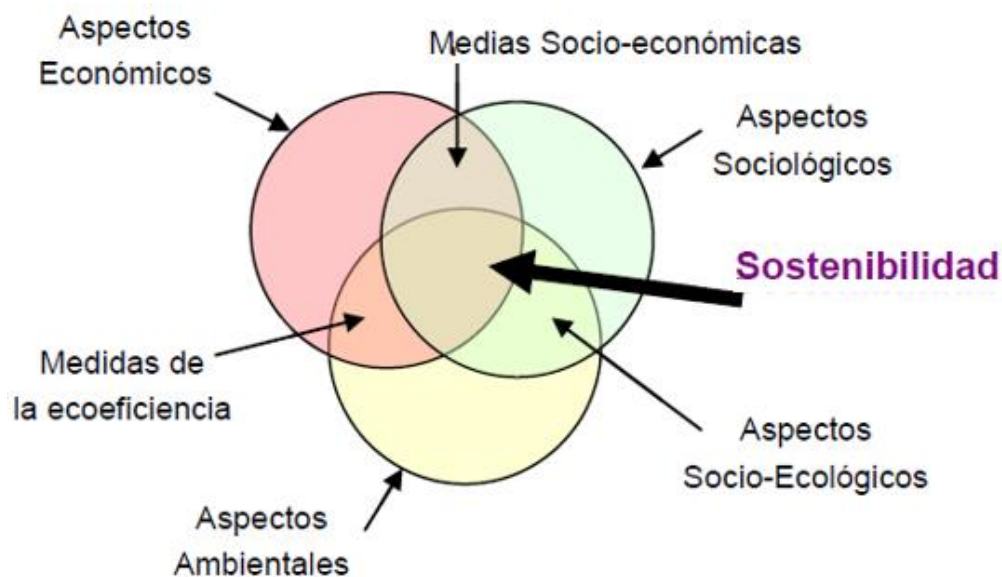 Aspectos
Económicos
Medias Socio-económicas
Aspectos
Sociológicos
Sostenibilidad
Medidas de
la ecoeficiencia
Aspectos
Socio-Ecológicos
Aspectos
Ambientales